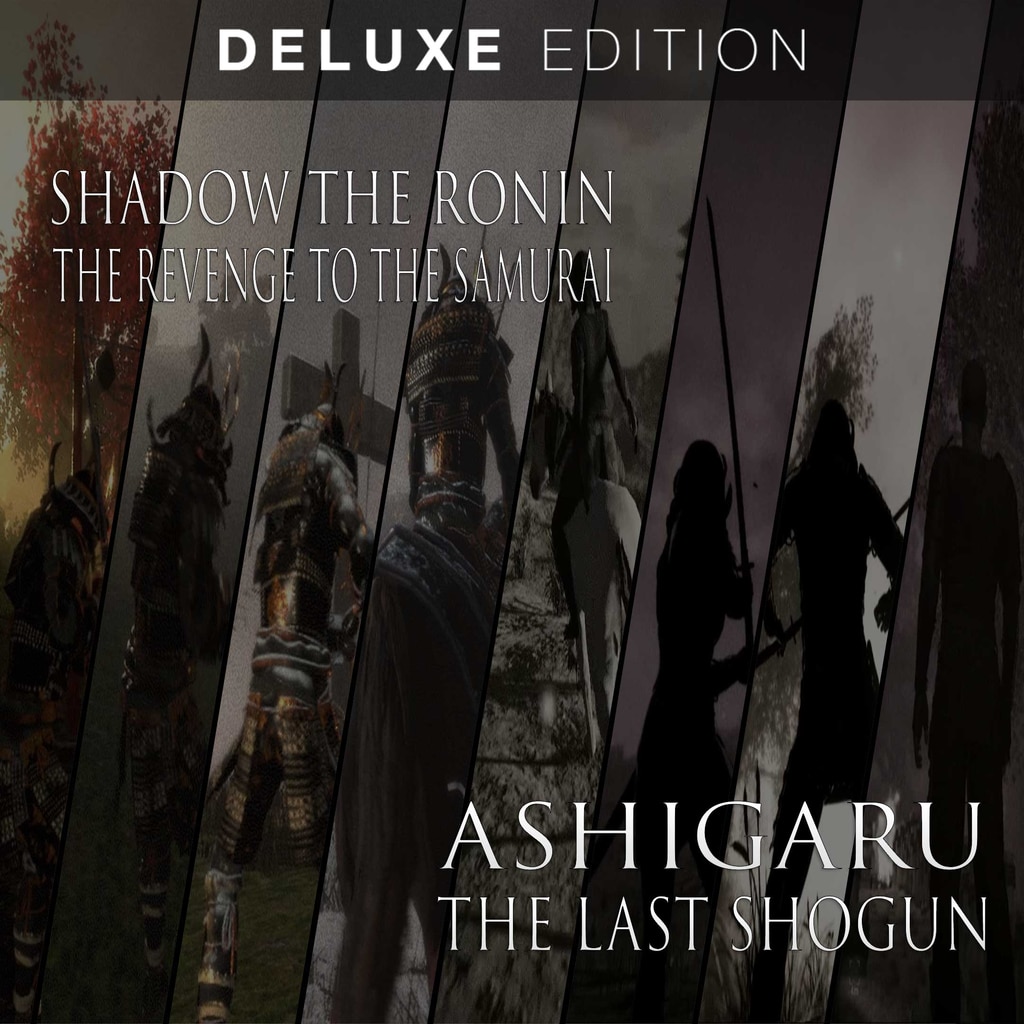 DELUXE EDITION
SHADOW THE RONIN
THE REVENGE TO THE SAMURAI
ASHIGARU
THE LAST SHOGUN